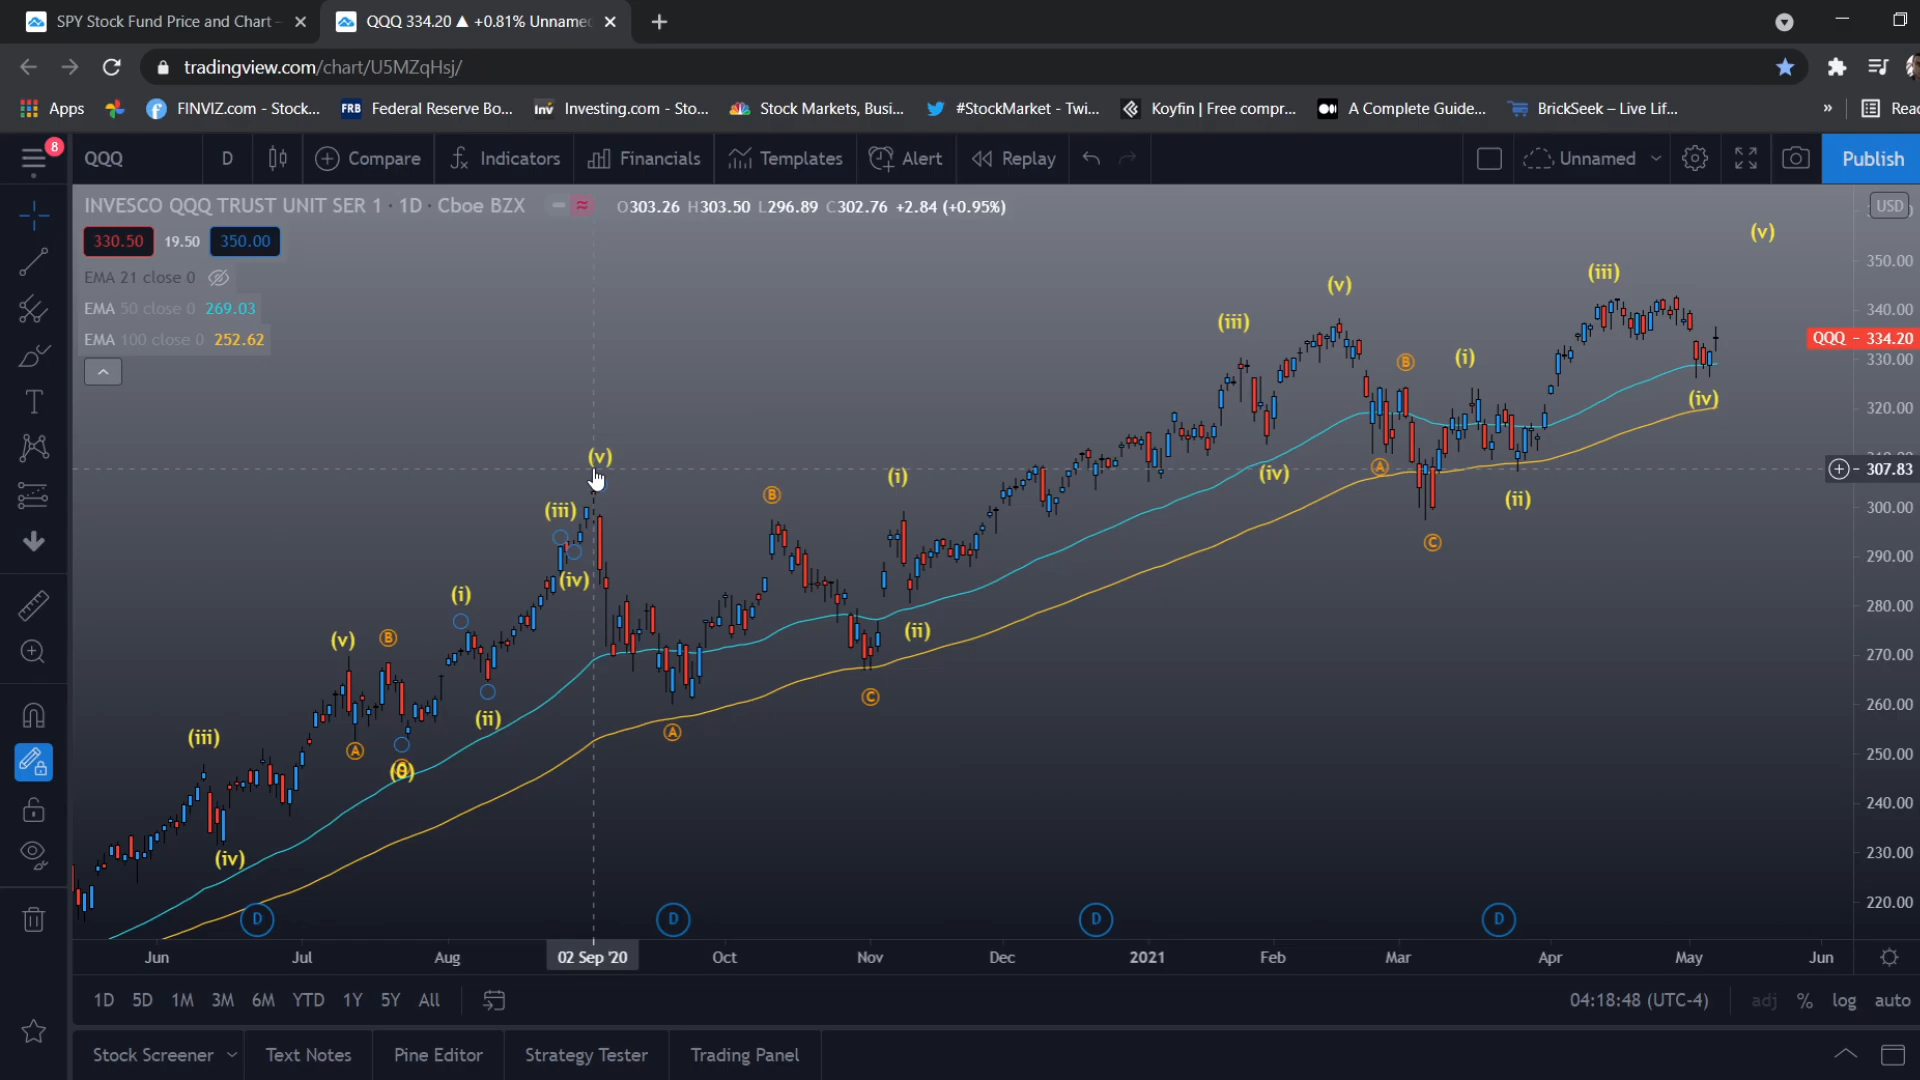 SPY Stock Fund Price and Chart -
QQQ 334.20 ▲ +0.81% Unname
tradingview.com/chart/U5MZqHsj/
Apps
FINVIZ.com - Stock...
FRB Federal Reserve Bo...
Inv Investing.com - Sto...
Stock Markets, Busi...
#StockMarket - Twi...
Koyfin | Free compr...
A Complete Guide...
BrickSeek – Live Lif...
»
8
QQQ
D
Compare
Indicators
Financials
Templates
Alert
Replay
Unnamed
Publish
INVESCO QQQ TRUST UNIT SER 1 · 1D · Cboe BZX
O303.26 H303.50 L296.89 C302.76 +2.84 (+0.95%)
USD
330.50 19.50 350.00
EMA 21 close 0
EMA 50 close 0 269.03
EMA 100 close 0 252.62
(v)
350.00
(iii)
(v)
340.00
(iii)
QQQ - 334.20
330.00
(i)
B
(iv)
320.00
(v)
A
307.83
(iv)
(i)
B
(ii)
300.00
(iii)
C
290.00
(iv)
(i)
280.00
(ii)
(v)
B
270.00
C
260.00
(ii)
A
(iii)
A
250.00
(0)
240.00
(iv)
230.00
220.00
D
D
D
D
Jun
Jul
Aug
02 Sep '20
Oct
Nov
Dec
2021
Feb
Mar
Apr
May
Jun
1D 5D 1M 3M 6M YTD 1Y 5Y All
04:18:48 (UTC-4)
adj % log auto
Stock Screener
Text Notes
Pine Editor
Strategy Tester
Trading Panel